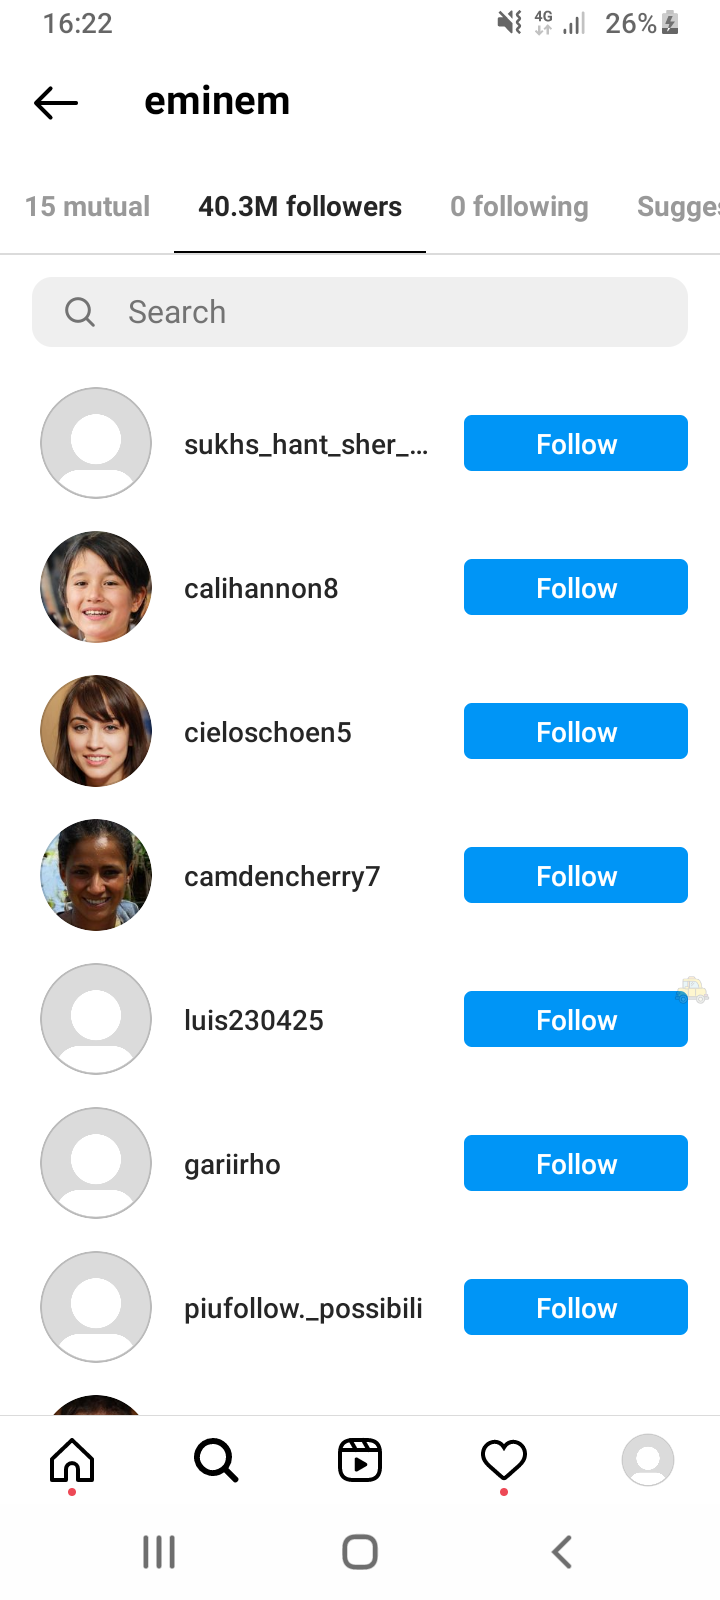 16:22 4G 26%
eminem
15 mutual 40.3M followers 0 following Sugges
Search
sukhs_hant_sher_... Follow
calihannon8 Follow
cieloschoen5 Follow
camdencherry7 Follow
luis230425 Follow
gariirho Follow
piufollow._possibili Follow